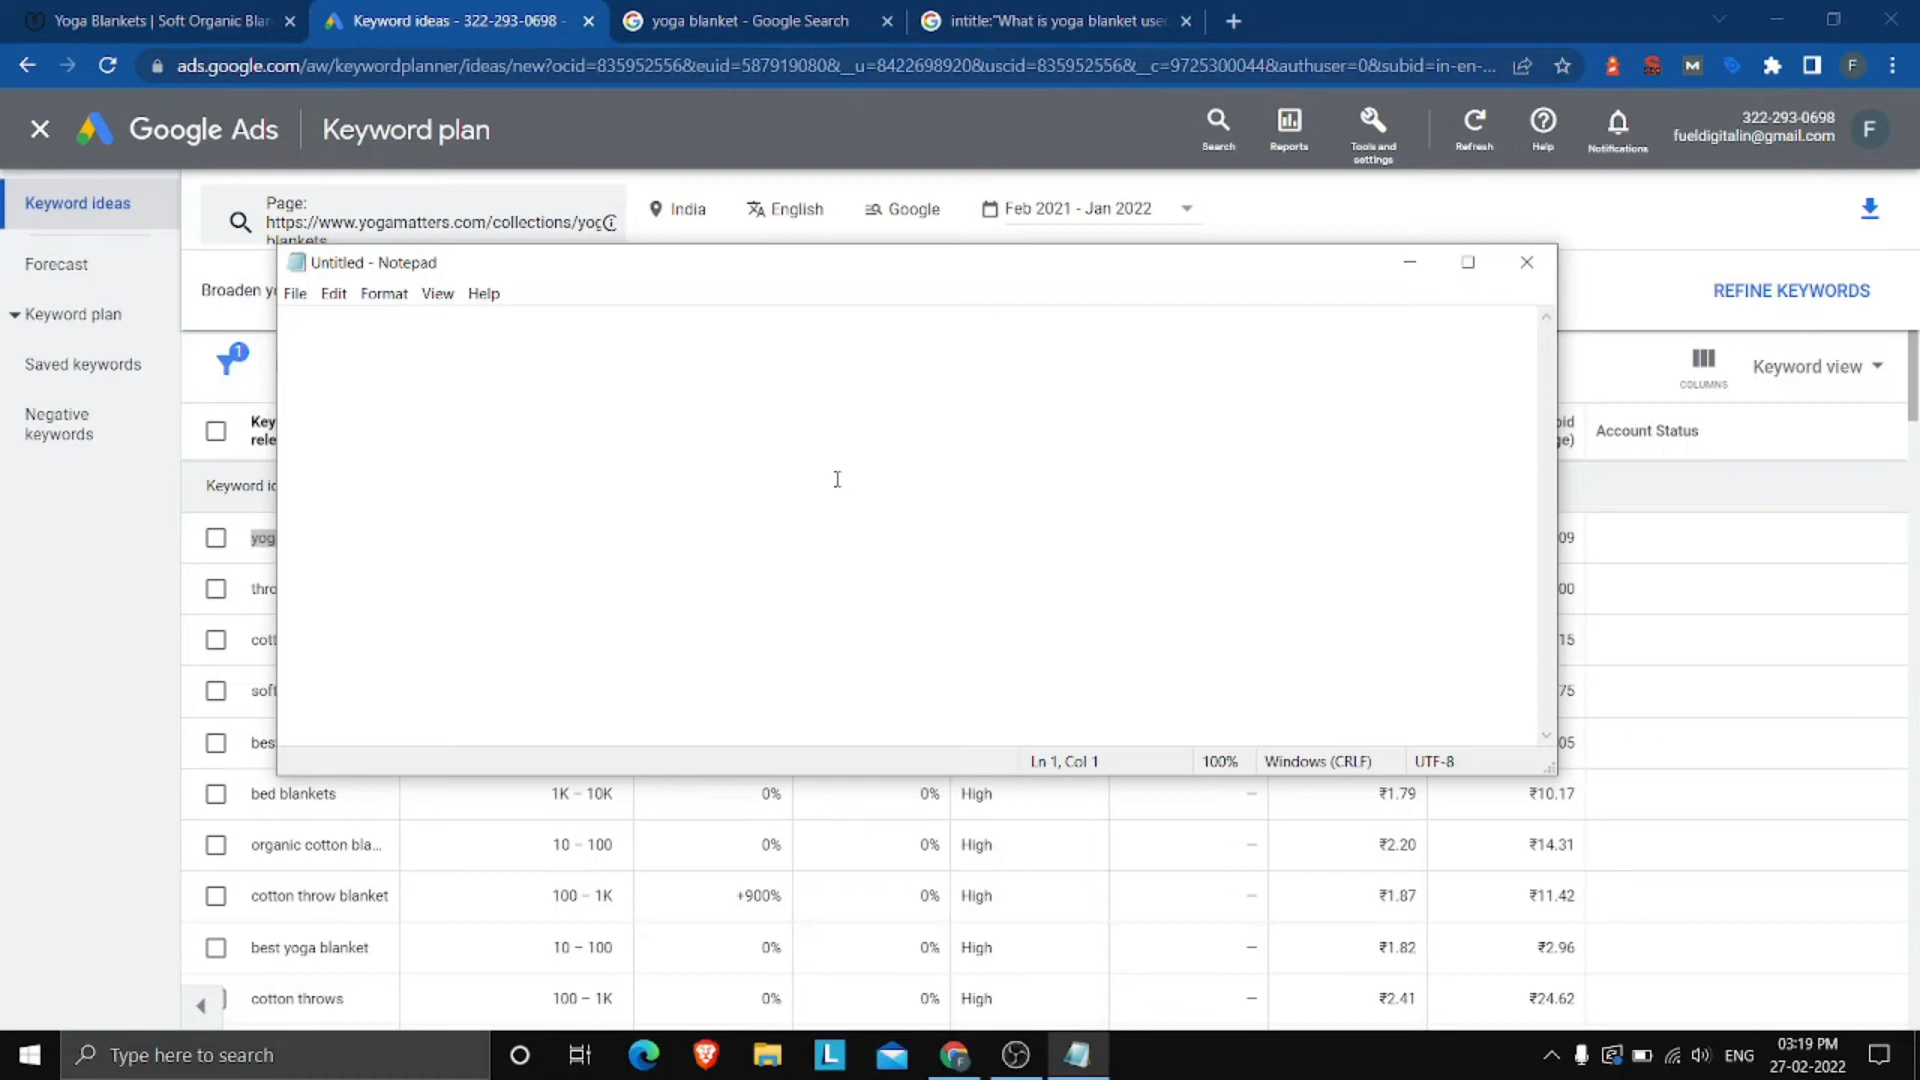 Yoga Blankets | Soft Organic Blan
Keyword ideas - 322-293-0698 -
yoga blanket - Google Search
intitle:"What is yoga blanket use
ads.google.com/aw/keywordplanner/ideas/new?ocid=835952556&euid=587919080&__u=8422698920&uscid=835952556&__c=9725300044&authuser=0&subid=in-en-...
F
Google Ads
Keyword plan
Search
Reports
Tools and
settings
Refresh
Help
Notifications
322-293-0698
fueldigitalin@gmail.com
F
Keyword ideas
Forecast
Keyword plan
Saved keywords
Negative
keywords
Page:
https://www.yogamatters.com/collections/yog
blankets
India
English
Google
Feb 2021 - Jan 2022
Broaden y
REFINE KEYWORDS
1
COLUMNS
Keyword view
Untitled - Notepad
File Edit Format View Help
Ln 1, Col 1
100%
Windows (CRLF)
UTF-8
Key
rele
bid
ge)
Account Status
Keyword id
yog 09
thro 00
cott 15
soft 75
bes 05
bed blankets 1K – 10K 0% 0% High – ₹1.79 ₹10.17
organic cotton bla... 10 – 100 0% 0% High – ₹2.20 ₹14.31
cotton throw blanket 100 – 1K +900% 0% High – ₹1.87 ₹11.42
best yoga blanket 10 – 100 0% 0% High – ₹1.82 ₹2.96
cotton throws 100 – 1K 0% 0% High – ₹2.41 ₹24.62
Type here to search
L
F
ENG
03:19 PM
27-02-2022